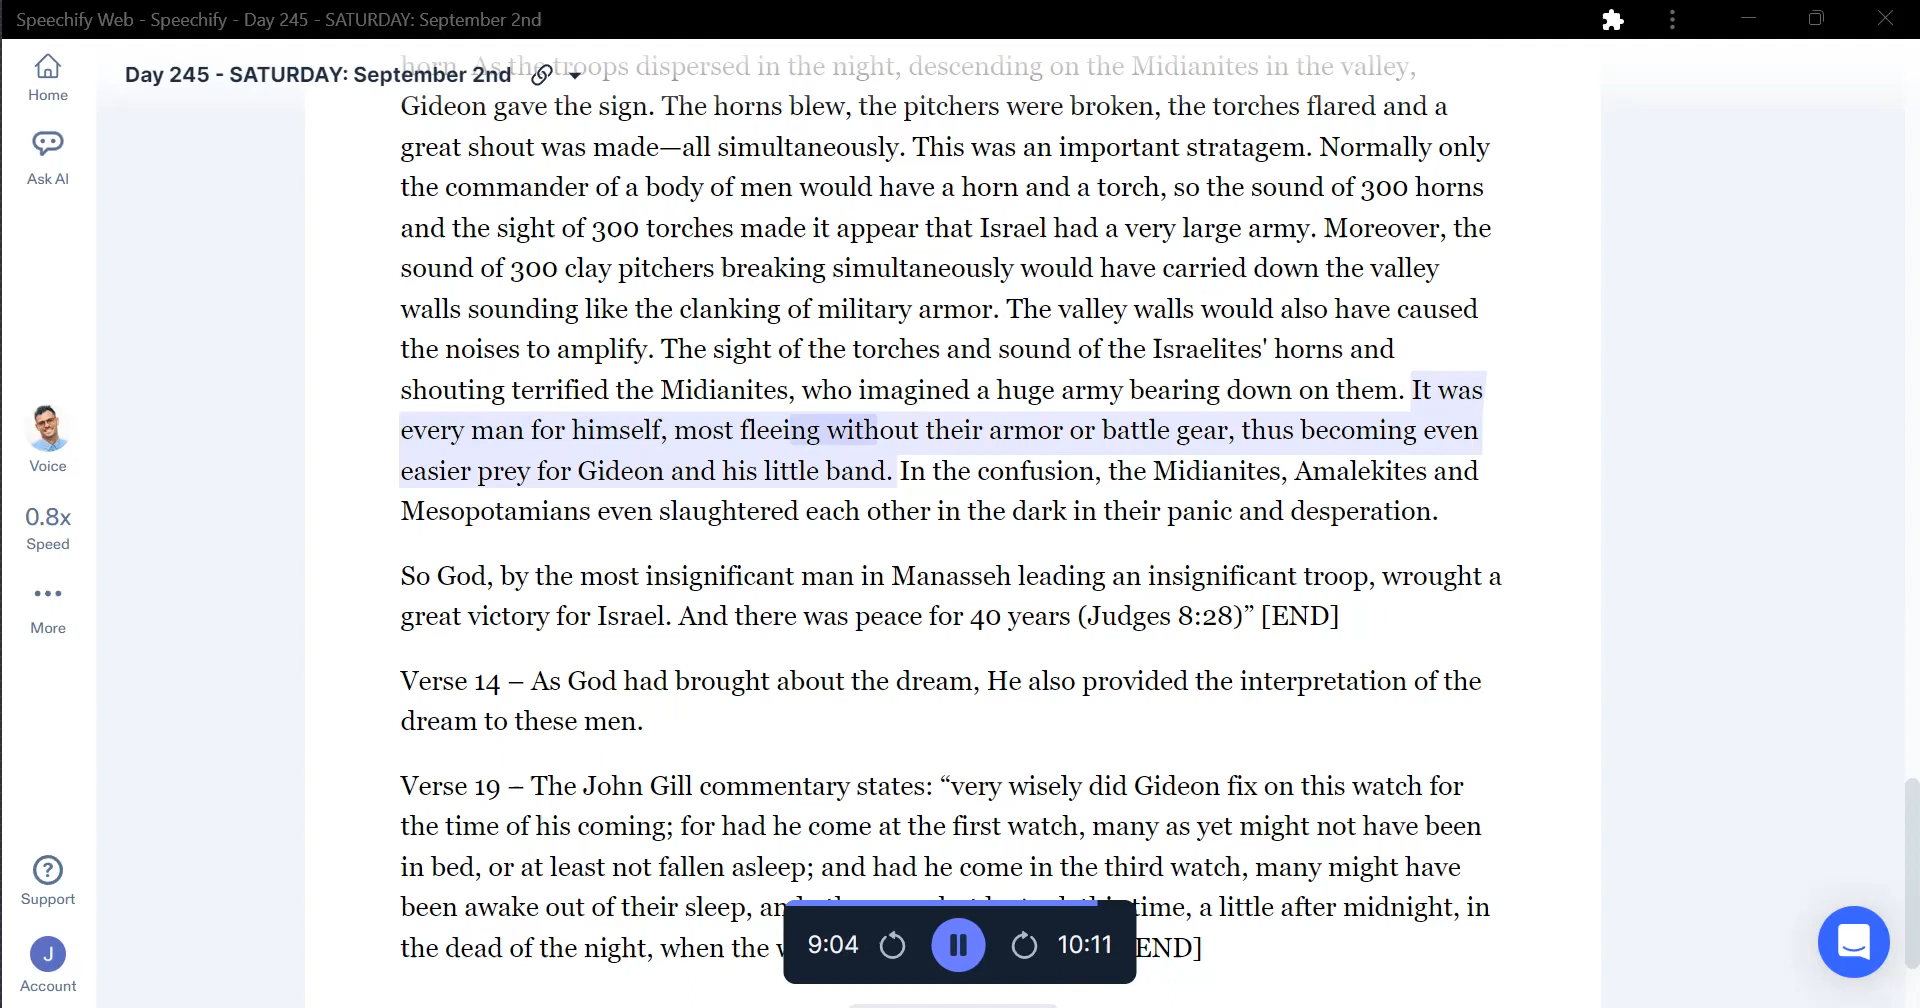 Speechify Web - Speechify - Day 245 - SATURDAY: September 2nd
Home
Ask AI
Voice
0.8x
Speed
More
Support
J
Account
Day 245 - SATURDAY: September 2nd
horn. As the troops dispersed in the night, descending on the Midianites in the valley,
Gideon gave the sign. The horns blew, the pitchers were broken, the torches flared and a
great shout was made—all simultaneously. This was an important stratagem. Normally only
the commander of a body of men would have a horn and a torch, so the sound of 300 horns
and the sight of 300 torches made it appear that Israel had a very large army. Moreover, the
sound of 300 clay pitchers breaking simultaneously would have carried down the valley
walls sounding like the clanking of military armor. The valley walls would also have caused
the noises to amplify. The sight of the torches and sound of the Israelites' horns and
shouting terrified the Midianites, who imagined a huge army bearing down on them. It was
every man for himself, most fleeing without their armor or battle gear, thus becoming even
easier prey for Gideon and his little band. In the confusion, the Midianites, Amalekites and
Mesopotamians even slaughtered each other in the dark in their panic and desperation.
So God, by the most insignificant man in Manasseh leading an insignificant troop, wrought a
great victory for Israel. And there was peace for 40 years (Judges 8:28)” [END]
Verse 14 – As God had brought about the dream, He also provided the interpretation of the
dream to these men.
Verse 19 – The John Gill commentary states: “very wisely did Gideon fix on this watch for
the time of his coming; for had he come at the first watch, many as yet might not have been
in bed, or at least not fallen asleep; and had he come in the third watch, many might have
been awake out of their sleep, time, a little after midnight, in
the dead of the night, when the END]
9:04
10:11